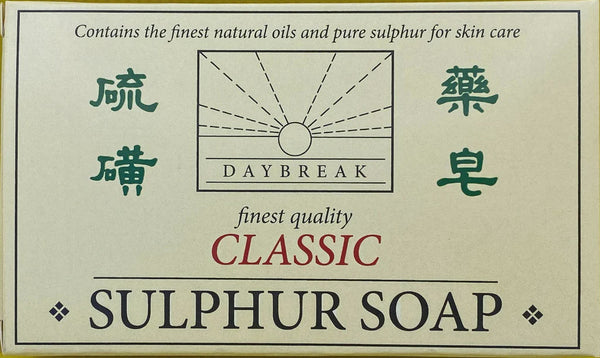 Contains the finest natural oils and pure sulphur for skin care
硫磺
藥皂
DAYBREAK
finest quality
CLASSIC
SULPHUR SOAP